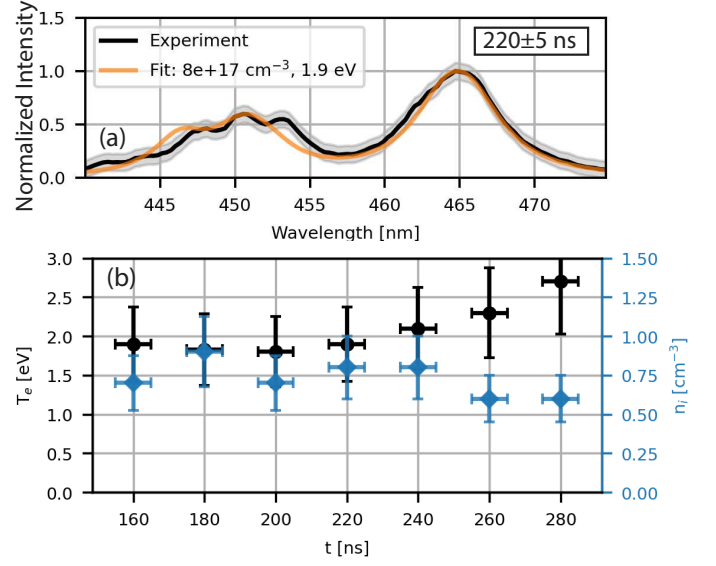 1.5
1.0
0.5
0.0
Normalized Intensity
Experiment
Fit: 8e+17 cm⁻³, 1.9 eV
220±5 ns
(a)
445 450 455 460 465 470
Wavelength [nm]
(b)
3.0
2.5
2.0
1.5
1.0
0.5
0.0
Tₑ [eV]
1.50
1.25
1.00
0.75
0.50
0.25
0.00
nᵢ [cm⁻³]
160 180 200 220 240 260 280
t [ns]